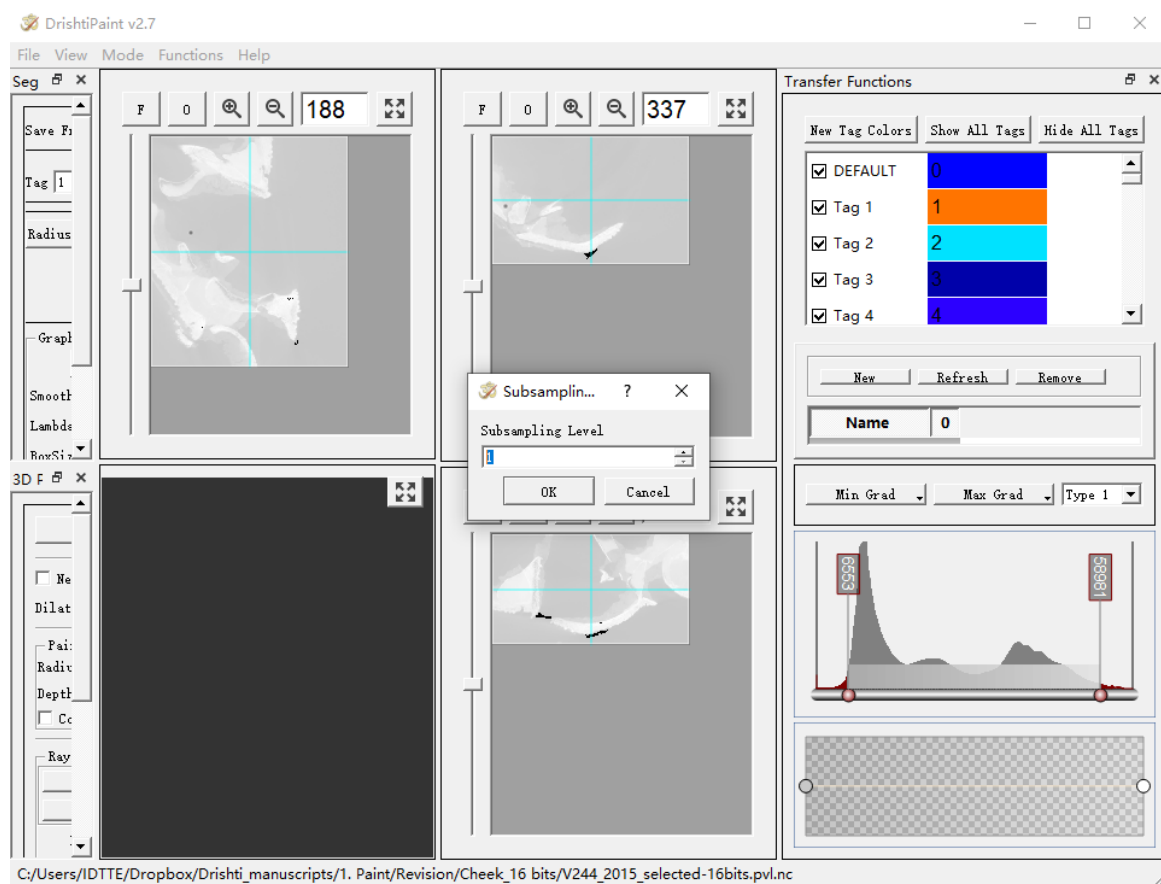 DrishtiPaint v2.7
File View Mode Functions Help
Seg
Save Fr
Tag 1
Radius
Graph
Smooth
Lambda
BoxSiz
F O 188
F O 337
Transfer Functions
New Tag Colors Show All Tags Hide All Tags
DEFAULT 0
Tag 1 1
Tag 2 2
Tag 3 3
Tag 4 4
New Refresh Remove
Name 0
Subsamplin... ?
Subsampling Level
1
OK Cancel
3D P
Ne
Dilat
Pai
Radiu
Depth
Co
Ray
Min Grad Max Grad Type 1
6553
58981
C:/Users/IDTTE/Dropbox/Drishti_manuscripts/1. Paint/Revision/Cheek_16 bits/V244_2015_selected-16bits.pvl.nc